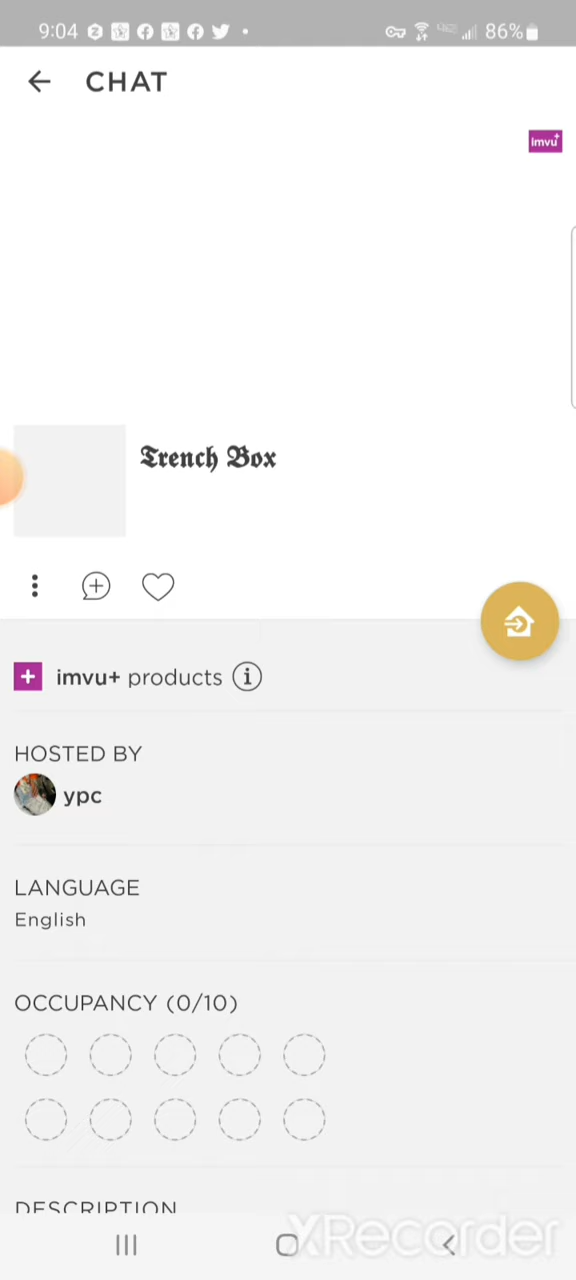 9:04 86%
CHAT
imvu+
𝕿𝖗𝖊𝖓𝖈𝖍 𝕭𝖔𝖝
imvu+ products
HOSTED BY
ypc
LANGUAGE
English
OCCUPANCY (0/10)
DESCRIPTION
XRecorder